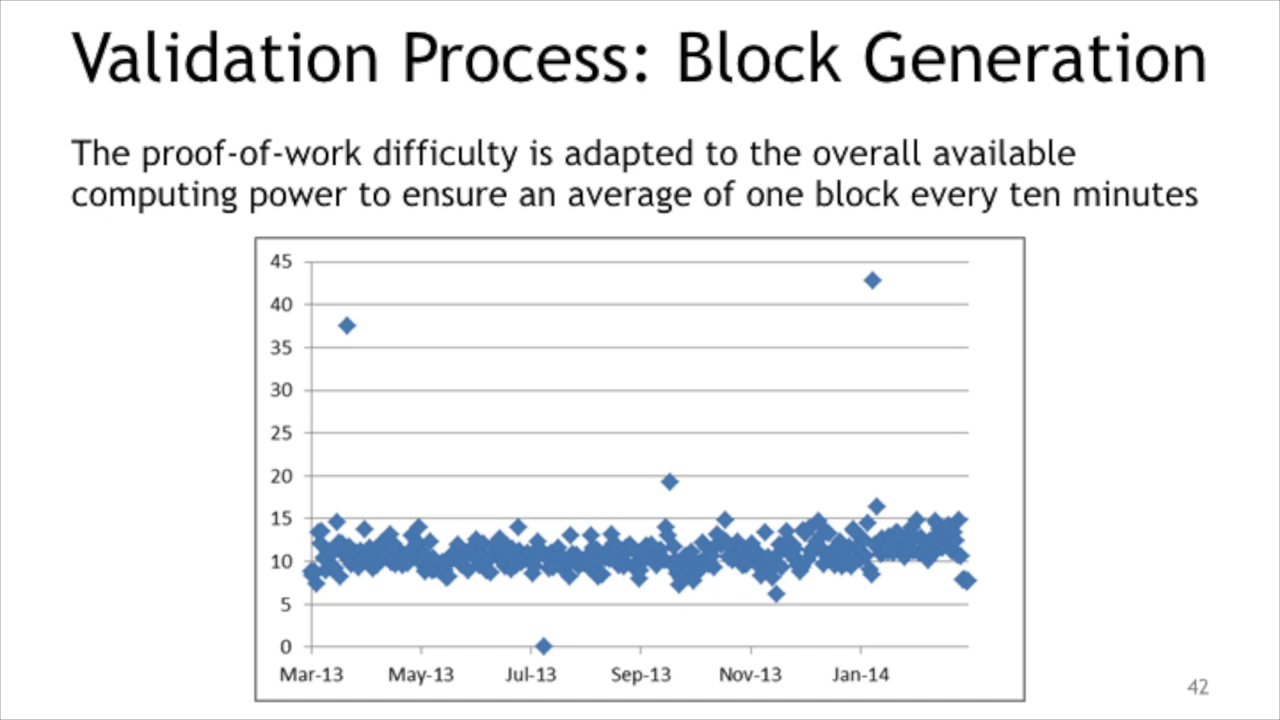 Validation Process: Block Generation
The proof-of-work difficulty is adapted to the overall available
computing power to ensure an average of one block every ten minutes
45
40
35
30
25
20
15
10
5
0
Mar-13 May-13 Jul-13 Sep-13 Nov-13 Jan-14
42